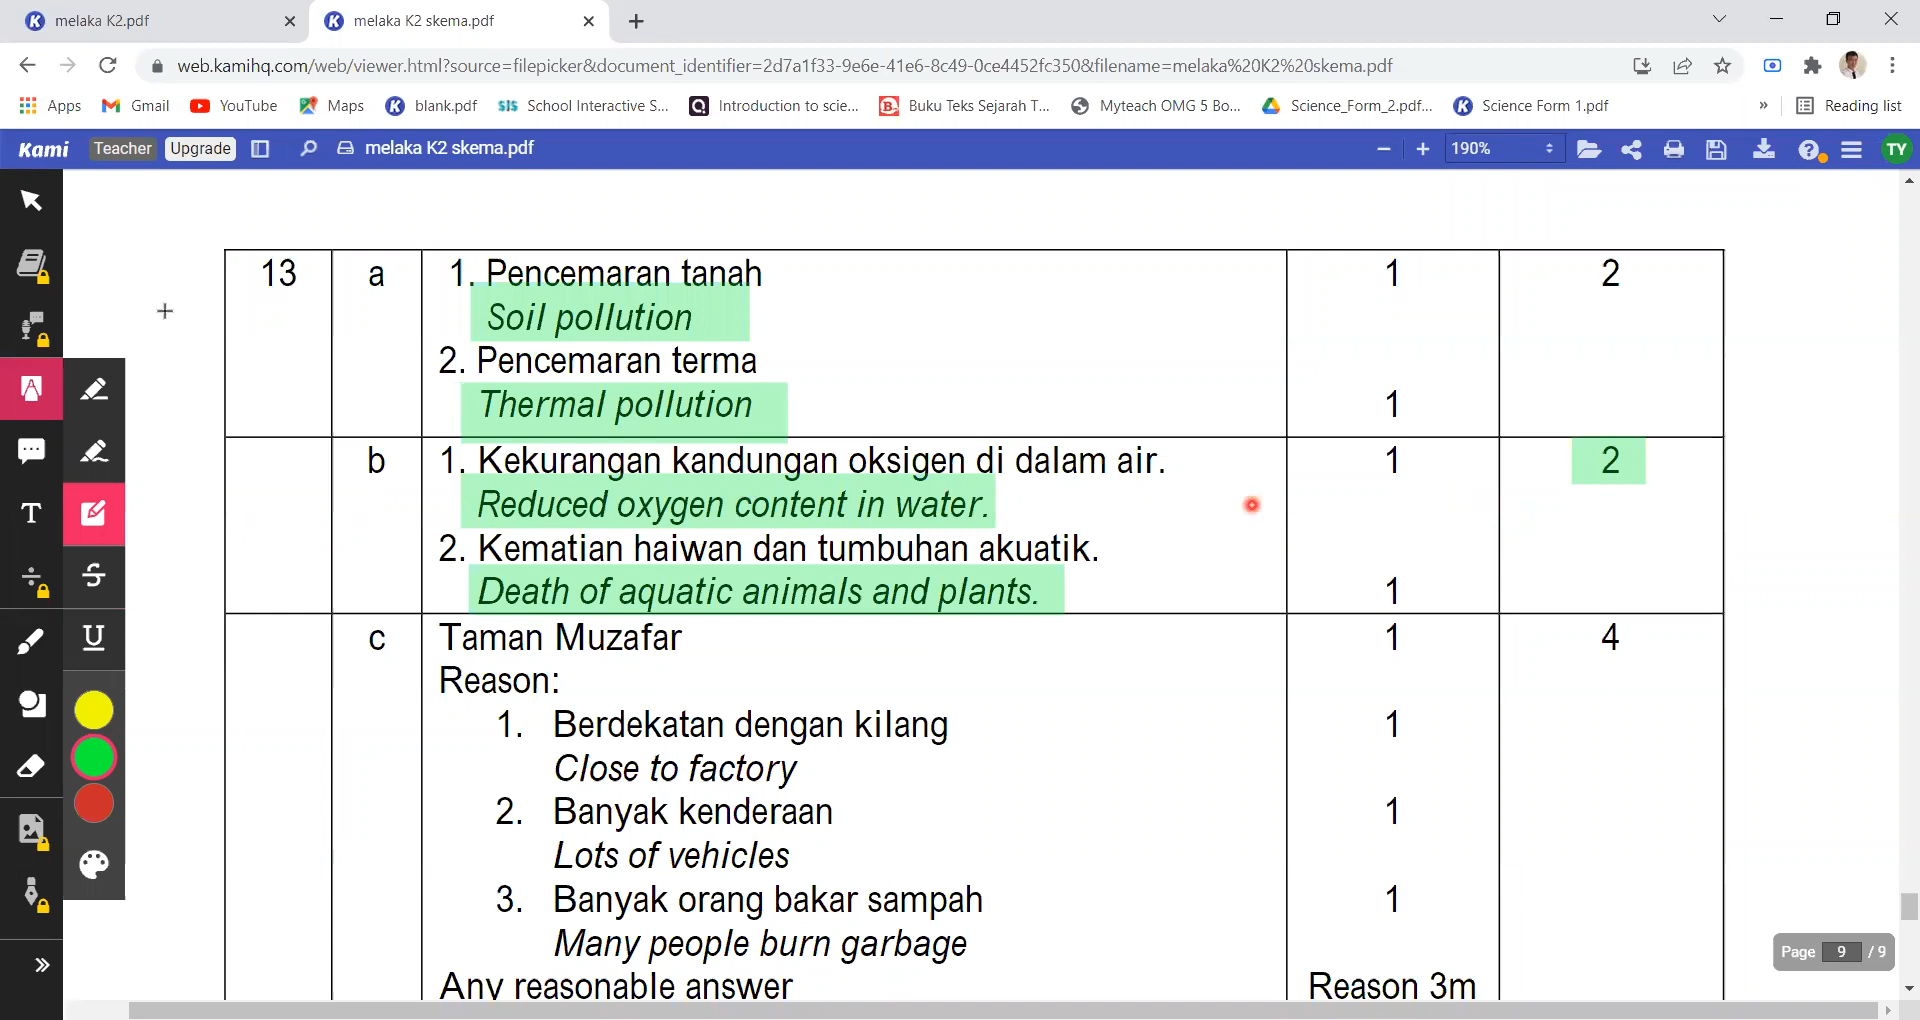 melaka K2.pdf
melaka K2 skema.pdf
web.kamihq.com/web/viewer.html?source=filepicker&document_identifier=2d7a1f33-9e6e-41e6-8c49-0ce4452fc350&filename=melaka%20K2%20skema.pdf
Apps Gmail YouTube Maps blank.pdf School Interactive S... Introduction to scie... Buku Teks Sejarah T... Myteach OMG 5 Bo... Science_Form_2.pdf... Science Form 1.pdf » Reading list
Kami Teacher Upgrade melaka K2 skema.pdf 190% TY
13 a 1. Pencemaran tanah 1 2
Soil pollution
2. Pencemaran terma
Thermal pollution 1
b 1. Kekurangan kandungan oksigen di dalam air. 1 2
Reduced oxygen content in water.
2. Kematian haiwan dan tumbuhan akuatik.
Death of aquatic animals and plants. 1
c Taman Muzafar 1 4
Reason:
1. Berdekatan dengan kilang 1
Close to factory
2. Banyak kenderaan 1
Lots of vehicles
3. Banyak orang bakar sampah 1
Many people burn garbage
Any reasonable answer Reason 3m
Page 9 / 9